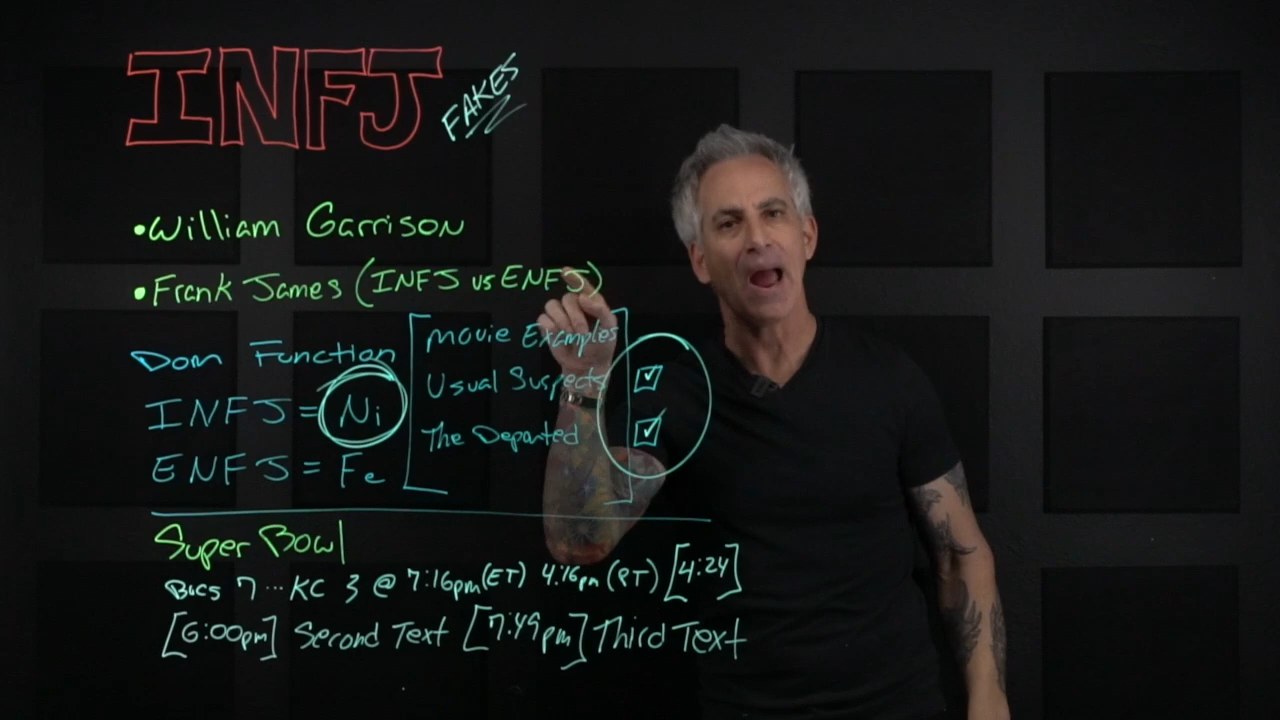 INFJ FAKES
•William Garrison
•Frank James (INFJ vs ENFJ)
Dom Function
INFJ = Ni
ENFJ = Fe
[Movie Examples]
Usual Suspects ☑
The Departed ☑
Super Bowl
Bucs 7 ... KC 3 @ 7:16pm (ET) 4:16pm (PT) [4:24]
[6:00pm] Second Text [7:49pm] Third Text